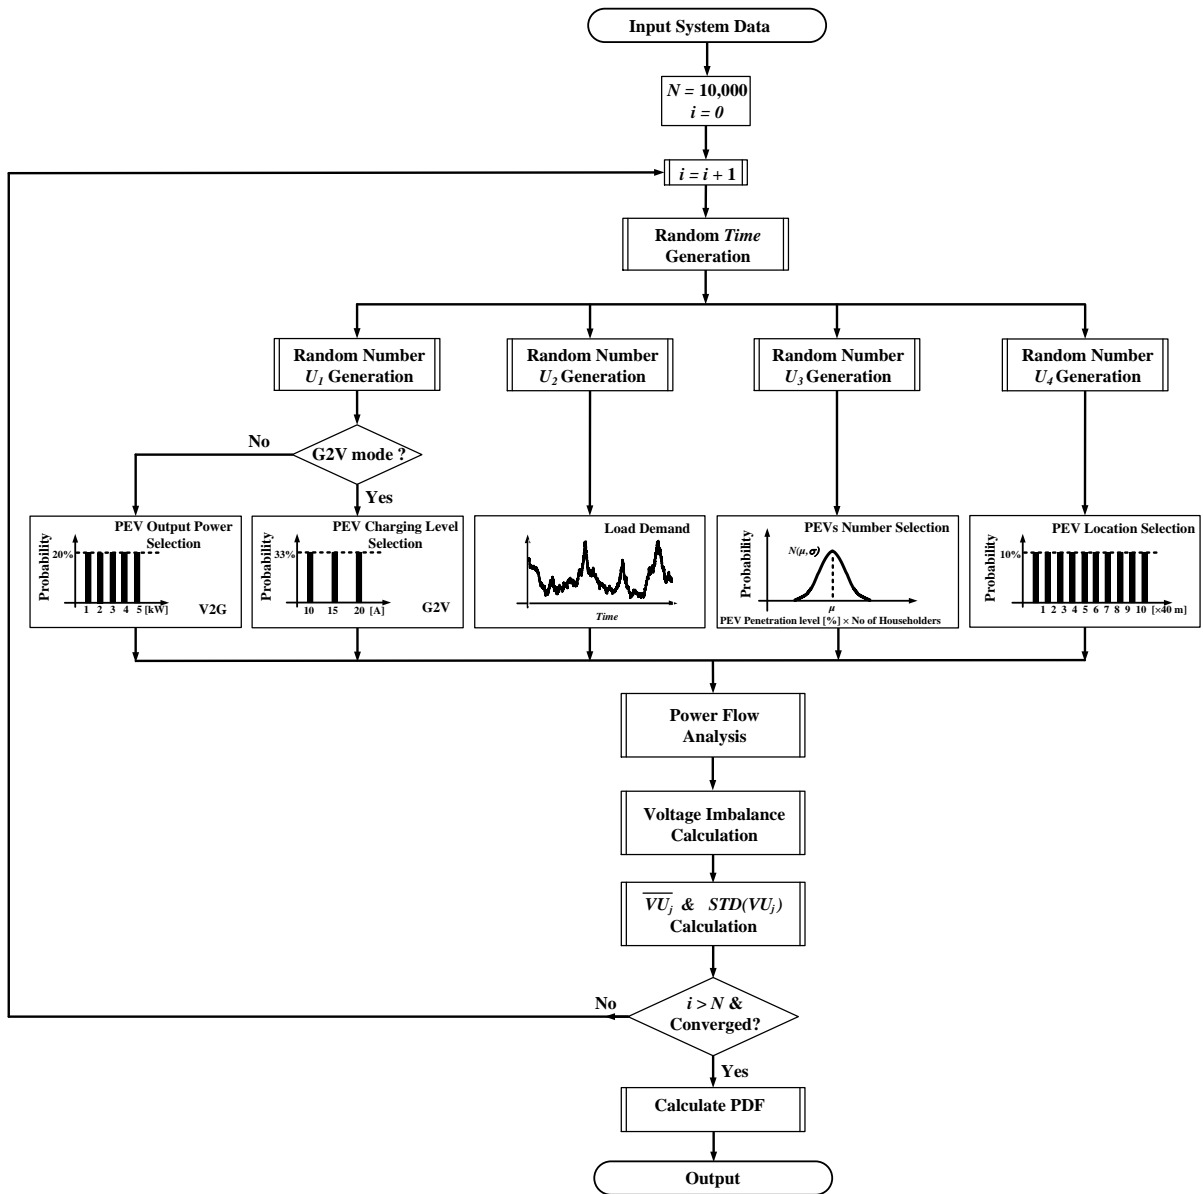 Input System Data
N = 10,000
i = 0
i = i + 1
Random Time
Generation
Random Number
U1 Generation
Random Number
U2 Generation
Random Number
U3 Generation
Random Number
U4 Generation
No
G2V mode ?
Yes
PEV Output Power
Selection
20%
Probability
1 2 3 4 5 [kW]
V2G
PEV Charging Level
Selection
33%
Probability
10 15 20 [A]
G2V
Load Demand
Time
PEVs Number Selection
N(μ,σ)
Probability
μ
PEV Penetration level [%] × No of Householders
PEV Location Selection
10%
Probability
1 2 3 4 5 6 7 8 9 10 [×40 m]
Power Flow
Analysis
Voltage Imbalance
Calculation
V̅U̅j & STD(VUj)
Calculation
No
i > N &
Converged?
Yes
Calculate PDF
Output